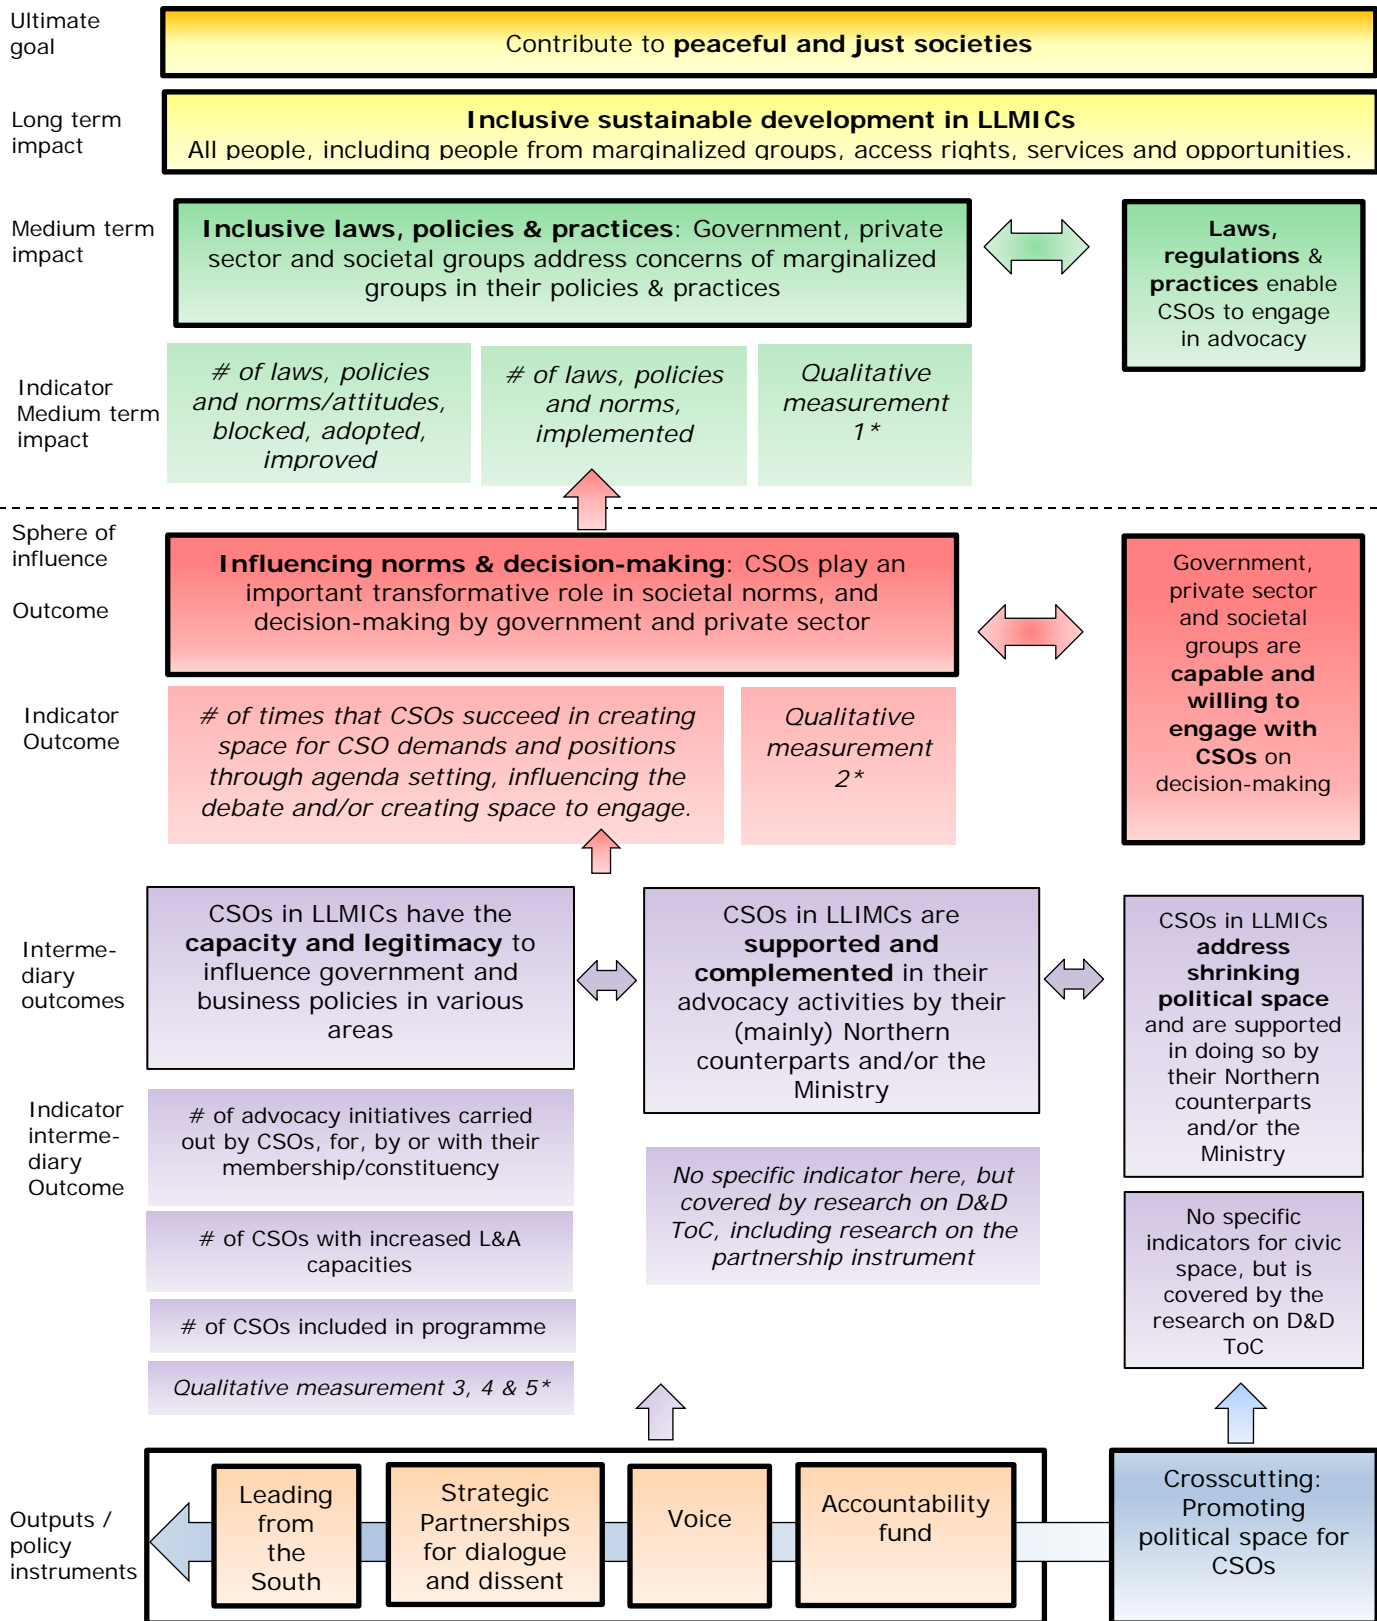 Ultimate
goal
Contribute to peaceful and just societies
Long term
impact
Inclusive sustainable development in LLMICs
All people, including people from marginalized groups, access rights, services and opportunities.
Medium term
impact
Inclusive laws, policies & practices: Government, private
sector and societal groups address concerns of marginalized
groups in their policies & practices
Laws,
regulations &
practices enable
CSOs to engage
in advocacy
Indicator
Medium term
impact
# of laws, policies
and norms/attitudes,
blocked, adopted,
improved
# of laws, policies
and norms,
implemented
Qualitative
measurement
1*
Sphere of
influence
Outcome
Influencing norms & decision-making: CSOs play an
important transformative role in societal norms, and
decision-making by government and private sector
Government,
private sector
and societal
groups are
capable and
willing to
engage with
CSOs on
decision-making
Indicator
Outcome
# of times that CSOs succeed in creating
space for CSO demands and positions
through agenda setting, influencing the
debate and/or creating space to engage.
Qualitative
measurement
2*
Interme-
diary
outcomes
CSOs in LLMICs have the
capacity and legitimacy to
influence government and
business policies in various
areas
CSOs in LLIMCs are
supported and
complemented in their
advocacy activities by their
(mainly) Northern
counterparts and/or the
Ministry
CSOs in LLMICs
address
shrinking
political space
and are supported
in doing so by
their Northern
counterparts
and/or the
Ministry
Indicator
interme-
diary
Outcome
# of advocacy initiatives carried
out by CSOs, for, by or with their
membership/constituency
# of CSOs with increased L&A
capacities
# of CSOs included in programme
Qualitative measurement 3, 4 & 5*
No specific indicator here, but
covered by research on D&D
ToC, including research on the
partnership instrument
No specific
indicators for civic
space, but is
covered by the
research on D&D
ToC
Outputs /
policy
instruments
Leading
from
the
South
Strategic
Partnerships
for dialogue
and dissent
Voice
Accountability
fund
Crosscutting:
Promoting
political space for
CSOs